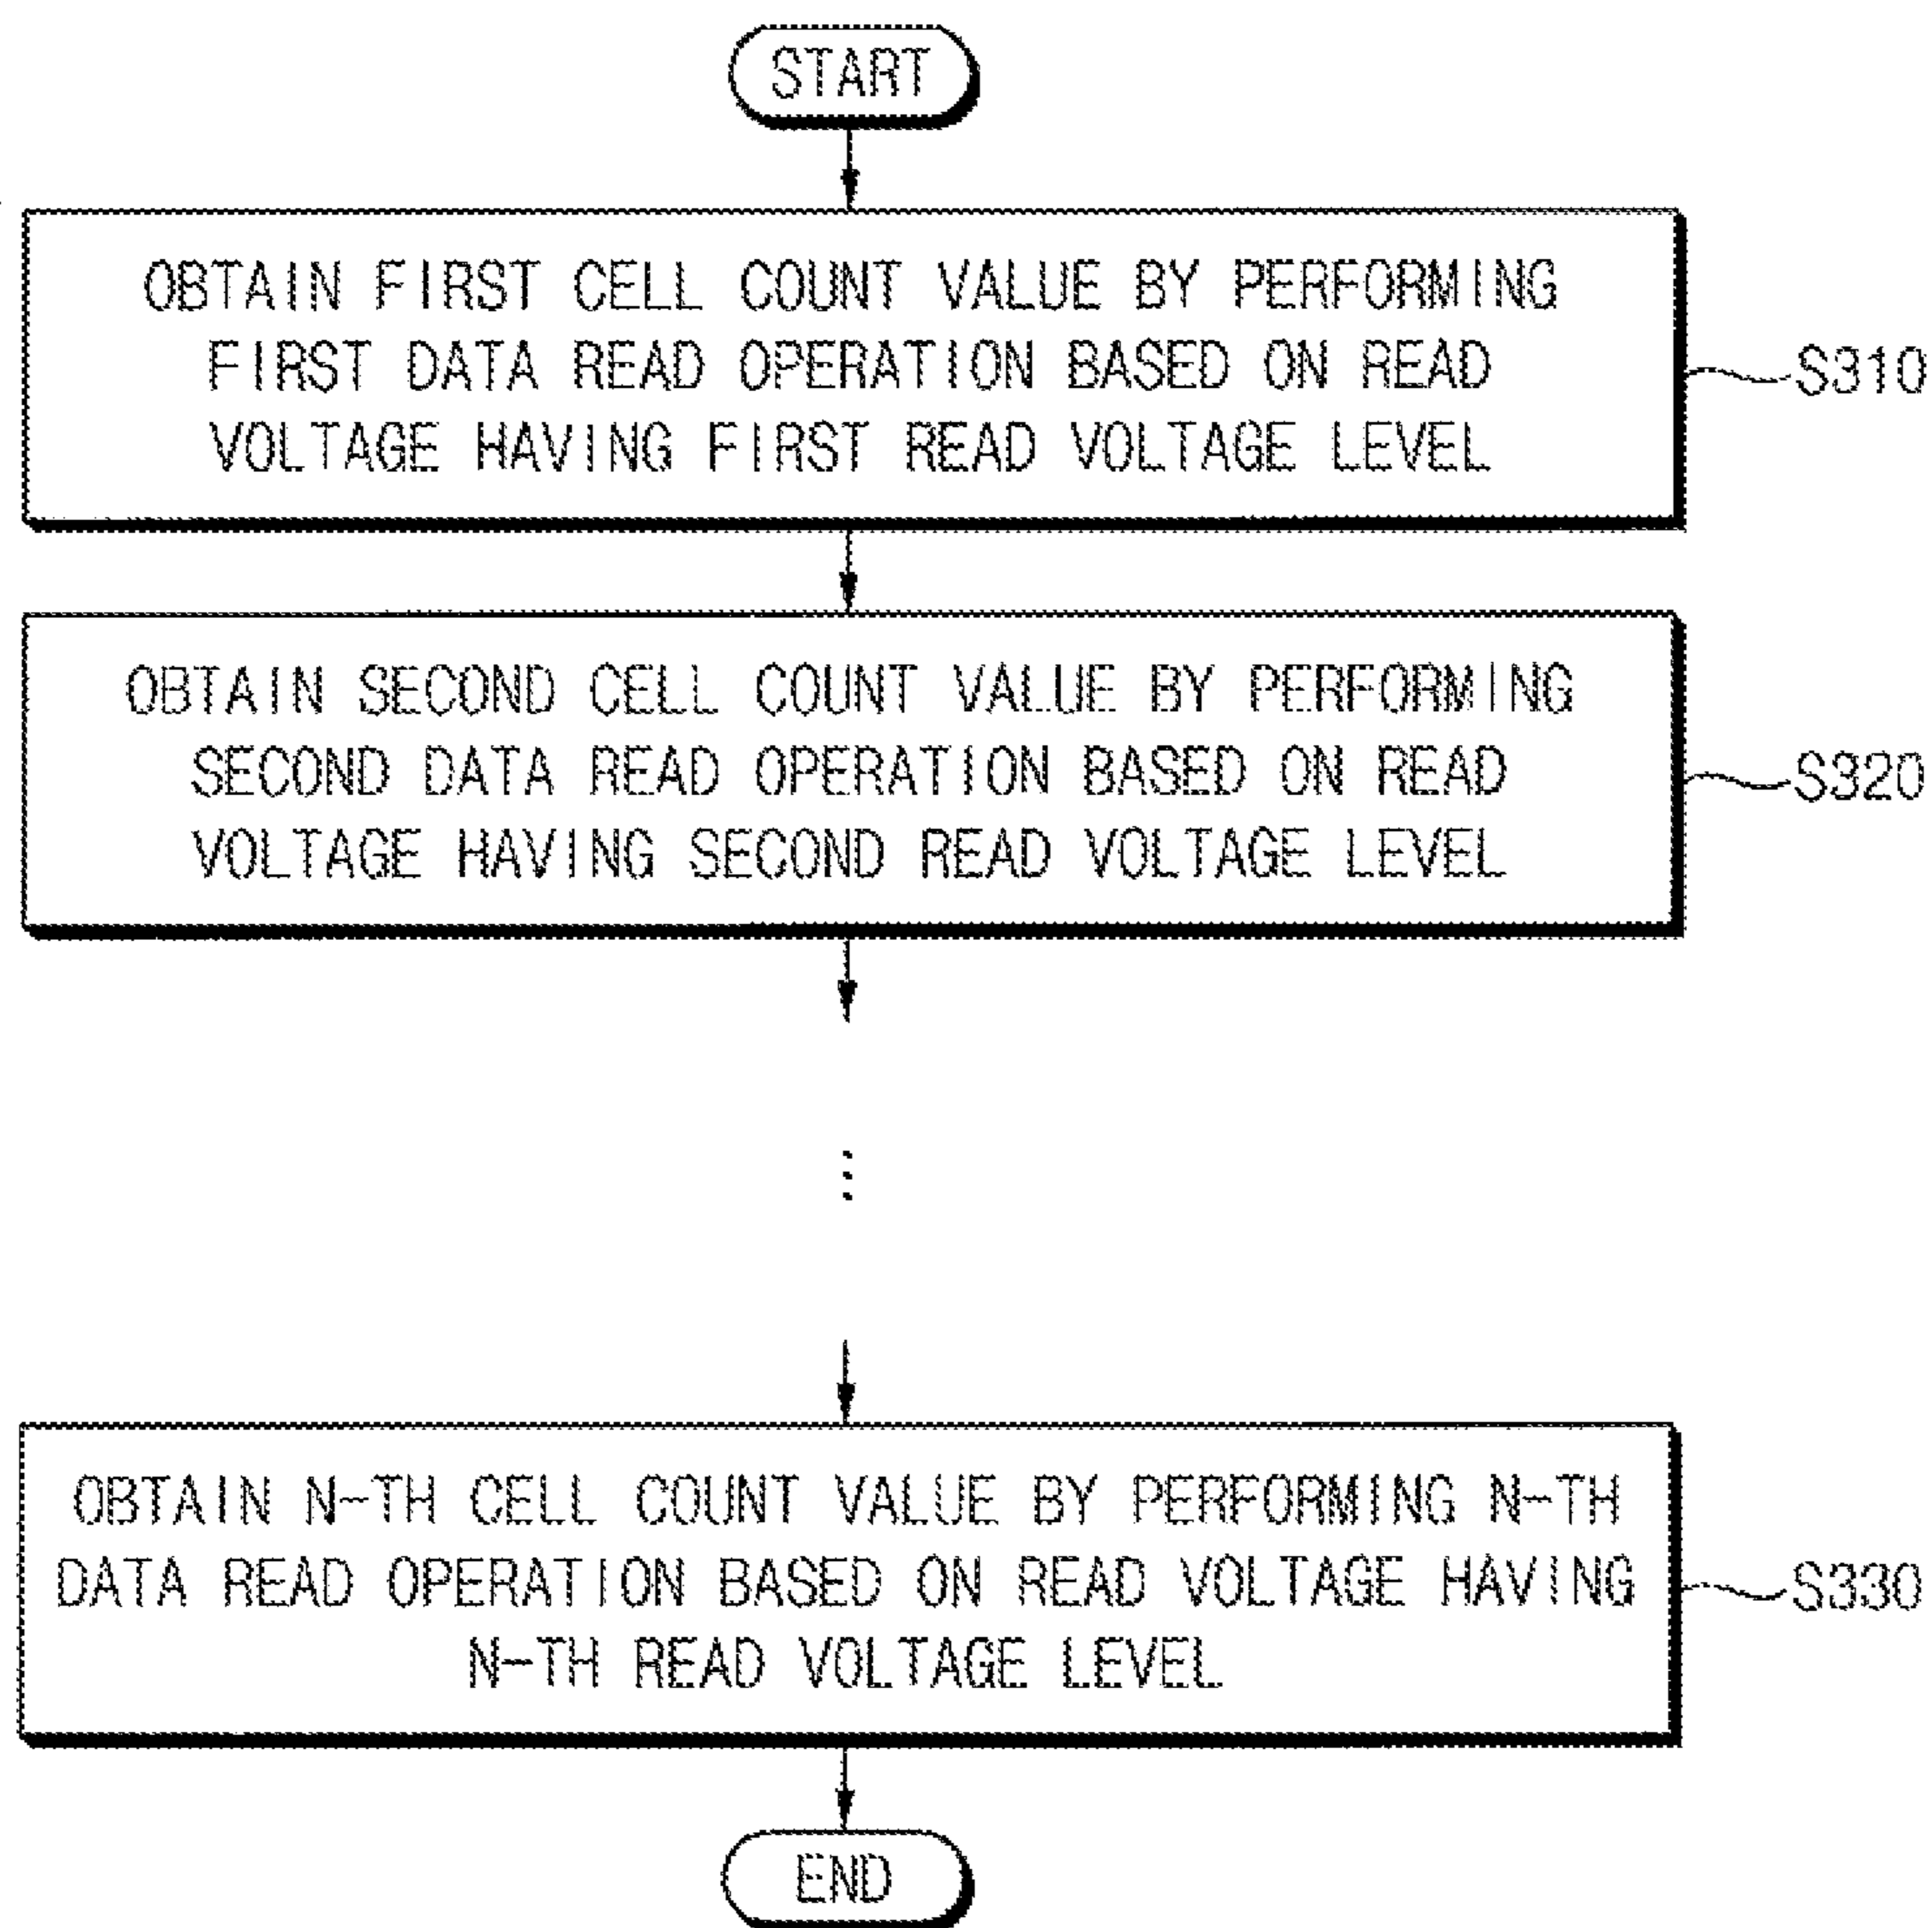 START
OBTAIN FIRST CELL COUNT VALUE BY PERFORMING
FIRST DATA READ OPERATION BASED ON READ
VOLTAGE HAVING FIRST READ VOLTAGE LEVEL
S310
OBTAIN SECOND CELL COUNT VALUE BY PERFORMING
SECOND DATA READ OPERATION BASED ON READ
VOLTAGE HAVING SECOND READ VOLTAGE LEVEL
S320
⋮
OBTAIN N-TH CELL COUNT VALUE BY PERFORMING N-TH
DATA READ OPERATION BASED ON READ VOLTAGE HAVING
N-TH READ VOLTAGE LEVEL
S330
END